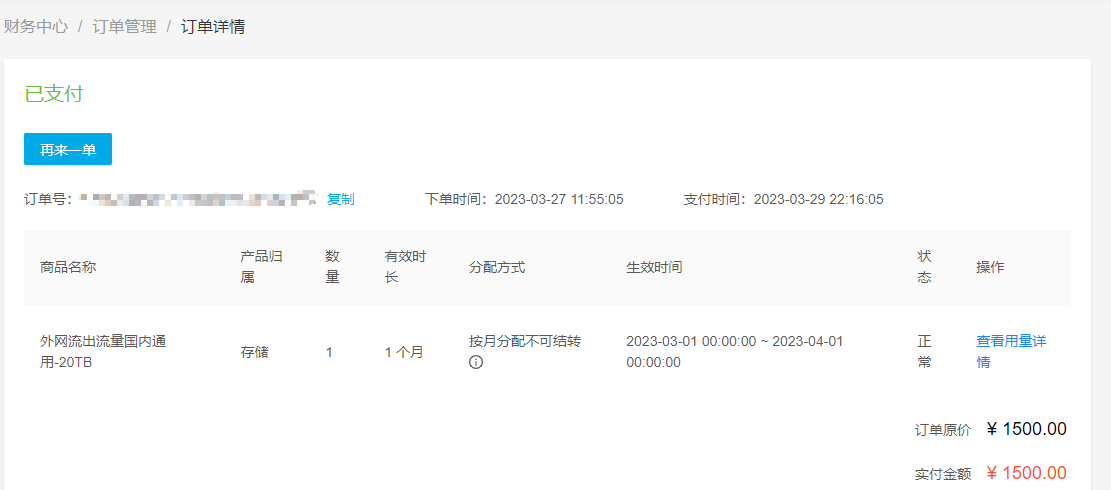 财务中心 / 订单管理 / 订单详情
已支付
再来一单
订单号: 复制 下单时间：2023-03-27 11:55:05 支付时间：2023-03-29 22:16:05
商品名称 产品归属 数量 有效时长 分配方式 生效时间 状态 操作
外网流出流量国内通用-20TB 存储 1 1 个月 按月分配不可结转 2023-03-01 00:00:00 ~ 2023-04-01 00:00:00 正常 查看用量详情
订单原价 ¥ 1500.00
实付金额 ¥ 1500.00